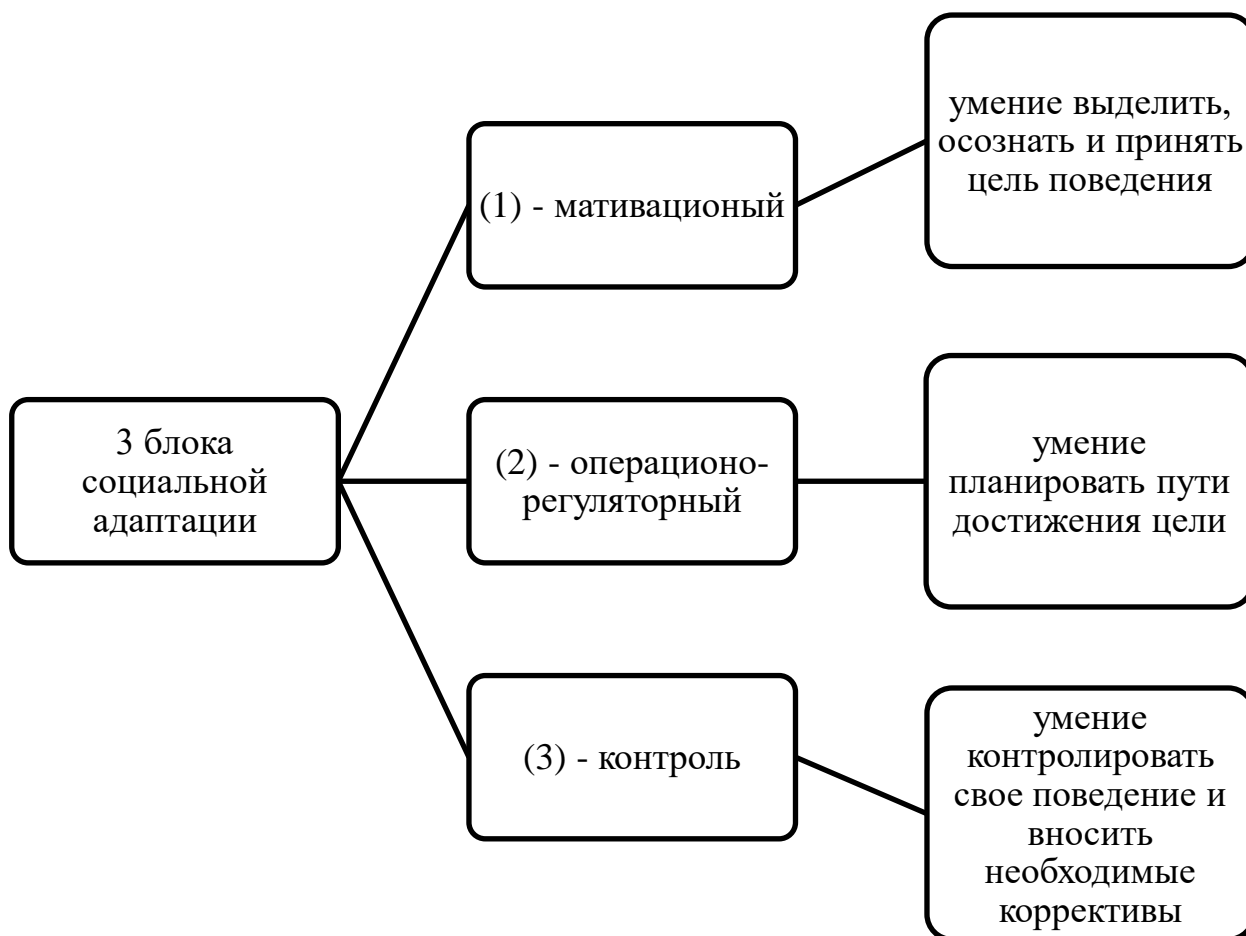 3 блока
социальной
адаптации
(1) - мативационый
умение выделить,
осознать и принять
цель поведения
(2) - операционо-
регуляторный
умение
планировать пути
достижения цели
(3) - контроль
умение
контролировать
свое поведение и
вносить
необходимые
коррективы